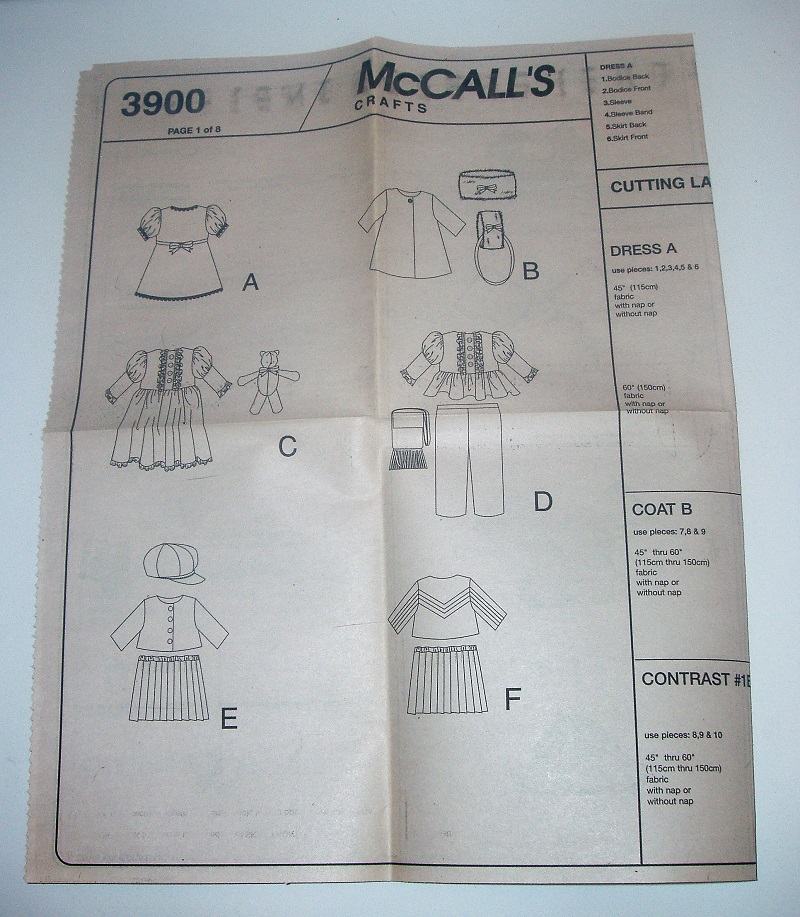 3900
PAGE 1 of 8
McCALL'S
CRAFTS
A
B
C
D
E
F
DRESS A
1.Bodice Back
2.Bodice Front
3.Sleeve
4.Sleeve Band
5.Skirt Back
6.Skirt Front
CUTTING LA
DRESS A
use pieces: 1,2,3,4,5 & 6
45" (115cm)
fabric
with nap or
without nap
60" (150cm)
fabric
with nap or
without nap
COAT B
use pieces: 7,8 & 9
45" thru 60"
(115cm thru 150cm)
fabric
with nap or
without nap
CONTRAST #1B
use pieces: 8,9 & 10
45" thru 60"
(115cm thru 150cm)
fabric
with nap or
without nap